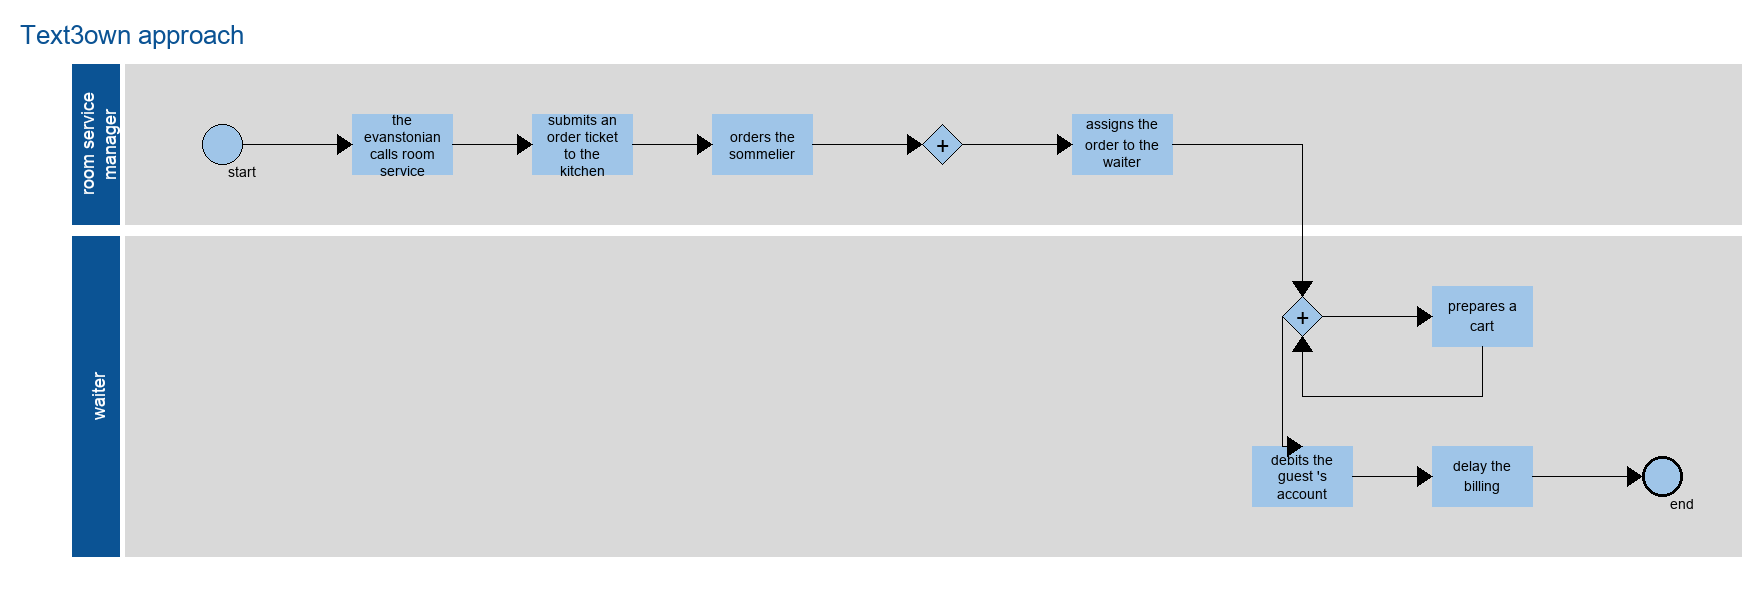 Text3own approach
room service
manager
start
the
evanstonian
calls room
service
submits an
order ticket
to the
kitchen
orders the
sommelier
+
assigns the
order to the
waiter
waiter
+
prepares a
cart
debits the
guest 's
account
delay the
billing
end